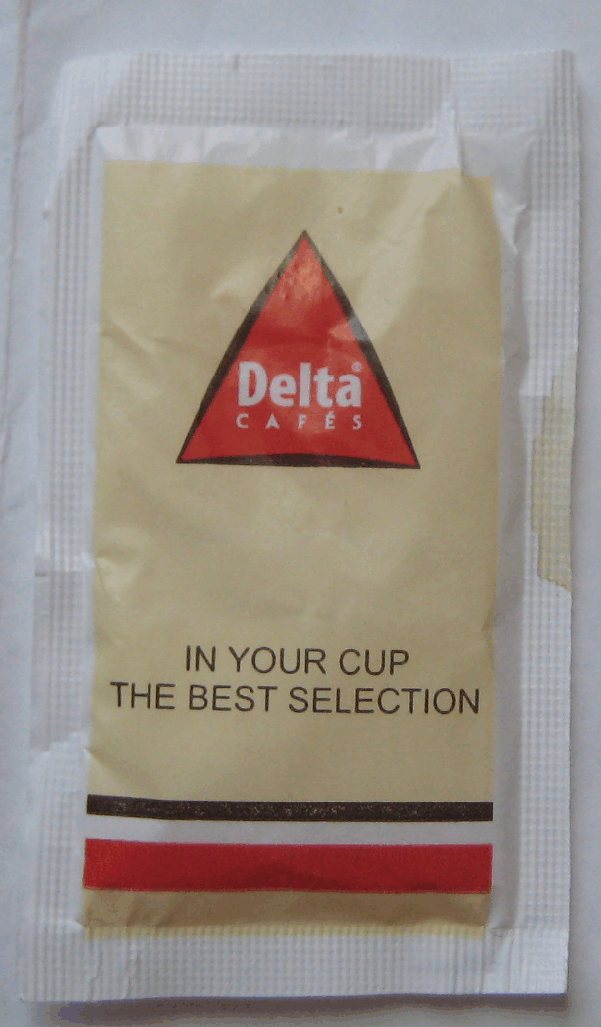 Delta®
CAFÉS
IN YOUR CUP
THE BEST SELECTION